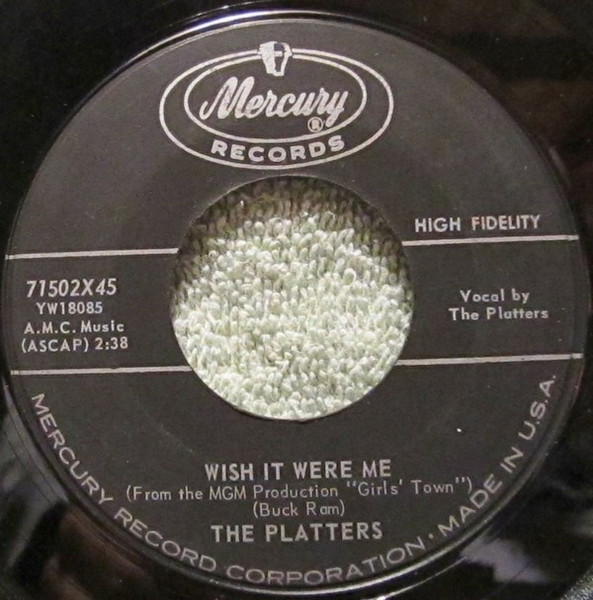 Mercury
®
RECORDS
HIGH FIDELITY
71502X45
YW18085
A.M.C. Music
(ASCAP) 2:38
Vocal by
The Platters
WISH IT WERE ME
(From the MGM Production "Girls' Town")
(Buck Ram)
THE PLATTERS
MERCURY RECORD CORPORATION • MADE IN U.S.A.